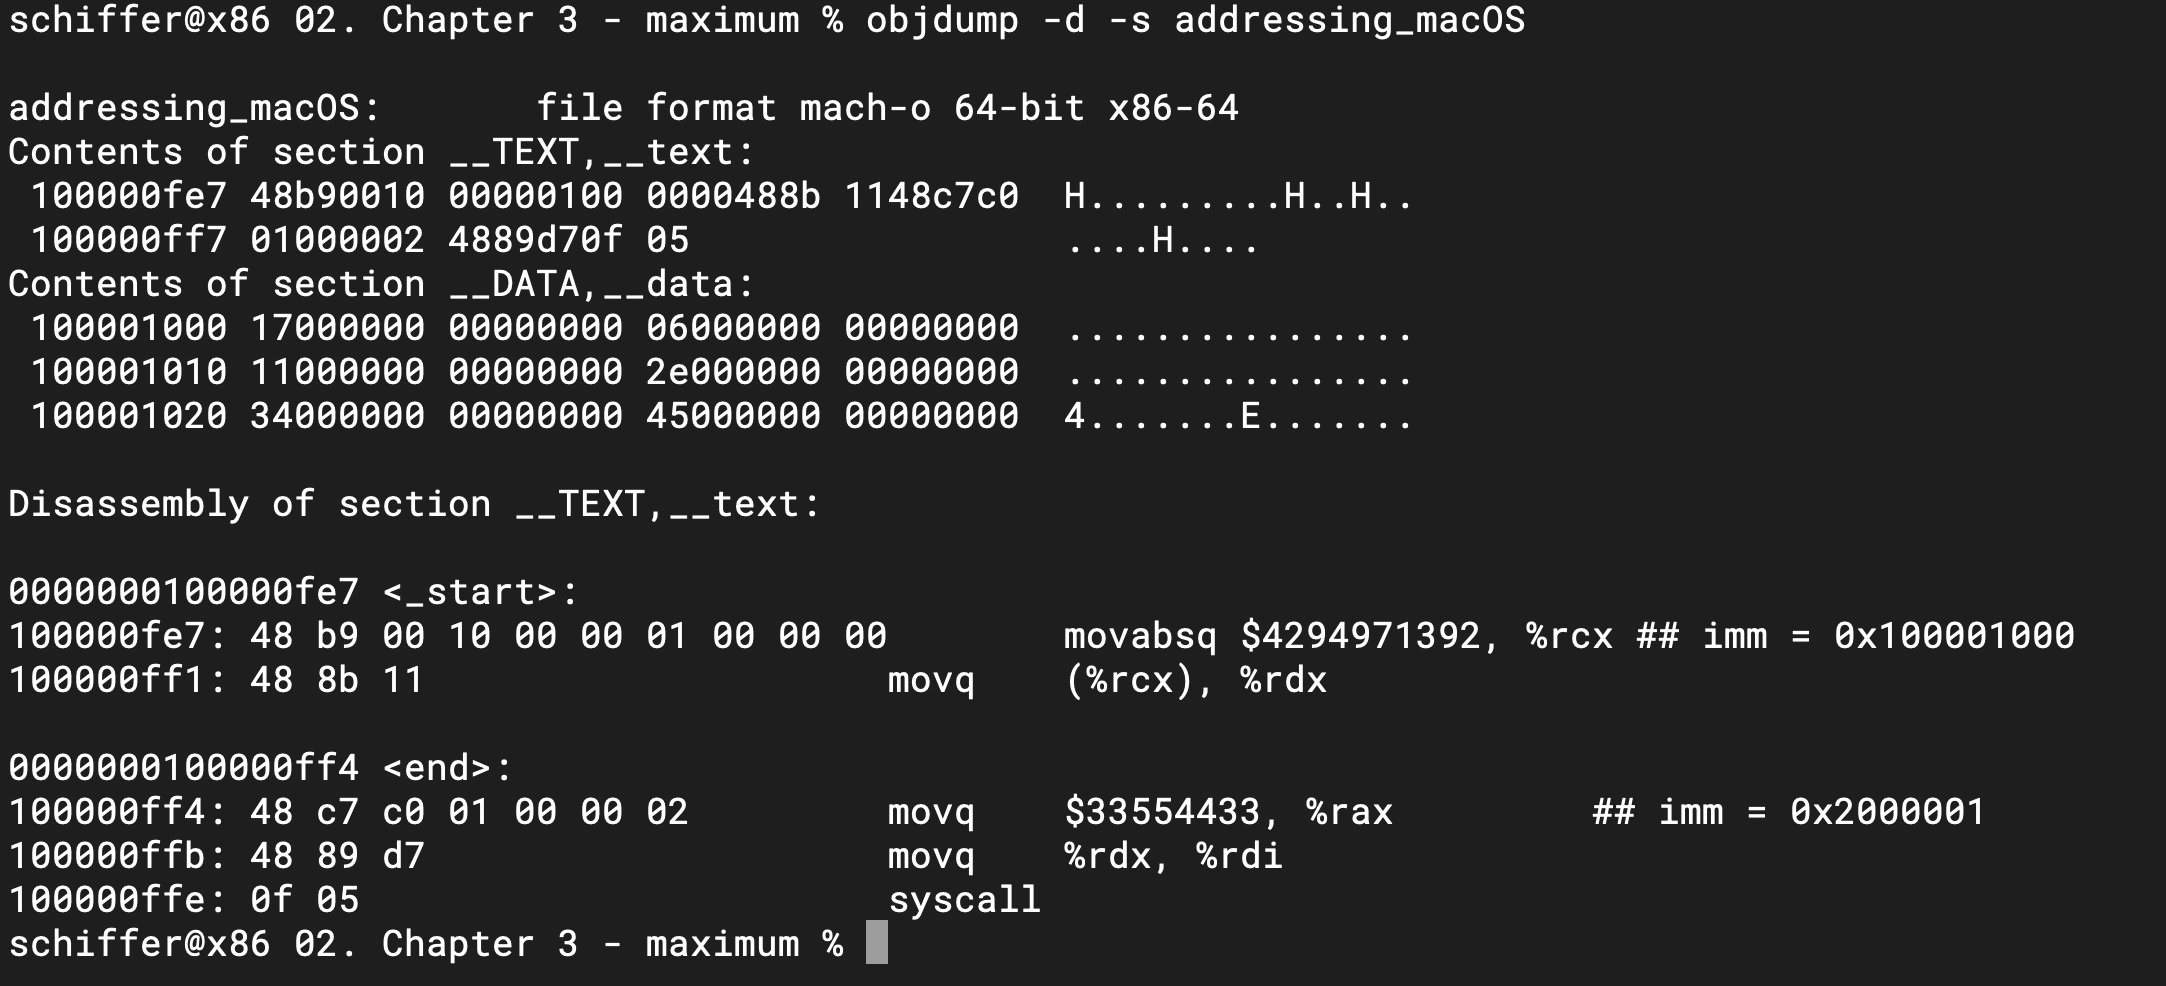 schiffer@x86 02. Chapter 3 - maximum % objdump -d -s addressing_macOS
addressing_macOS:       file format mach-o 64-bit x86-64
Contents of section __TEXT,__text:
 100000fe7 48b90010 00000100 0000488b 1148c7c0  H.........H..H..
 100000ff7 01000002 4889d70f 05                 ....H....
Contents of section __DATA,__data:
 100001000 17000000 00000000 06000000 00000000  ................
 100001010 11000000 00000000 2e000000 00000000  ................
 100001020 34000000 00000000 45000000 00000000  4.......E.......
Disassembly of section __TEXT,__text:
0000000100000fe7 <_start>:
100000fe7: 48 b9 00 10 00 00 01 00 00 00        movabsq $4294971392, %rcx ## imm = 0x100001000
100000ff1: 48 8b 11                     movq    (%rcx), %rdx
0000000100000ff4 <end>:
100000ff4: 48 c7 c0 01 00 00 02         movq    $33554433, %rax         ## imm = 0x2000001
100000ffb: 48 89 d7                     movq    %rdx, %rdi
100000ffe: 0f 05                        syscall
schiffer@x86 02. Chapter 3 - maximum %